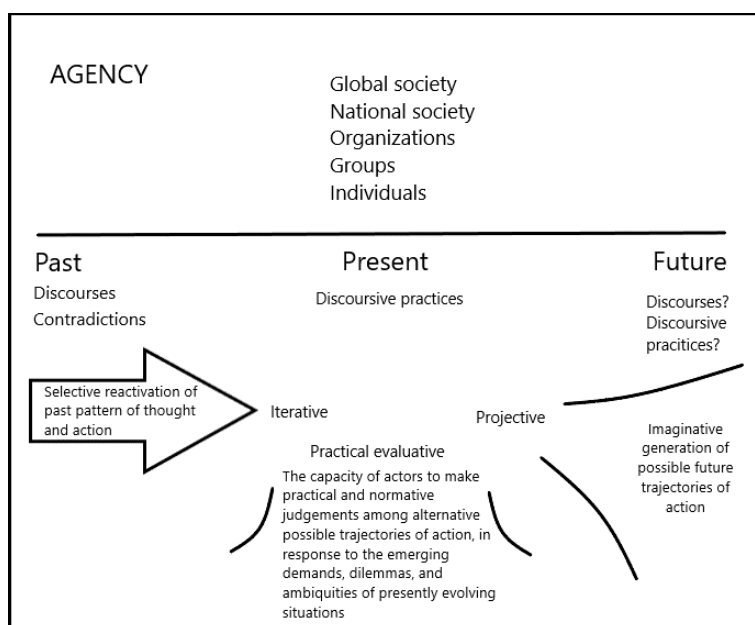 AGENCY
Global society
National society
Organizations
Groups
Individuals
Past
Discourses
Contradictions
Present
Discoursive practices
Future
Discourses?
Discoursive
pracitices?
Selective reactivation of
past pattern of thought
and action
Iterative
Projective
Practical evaluative
The capacity of actors to make
practical and normative
judgements among alternative
possible trajectories of action, in
response to the emerging
demands, dilemmas, and
ambiquities of presently evolving
situations
Imaginative
generation of
possible future
trajectories of
action